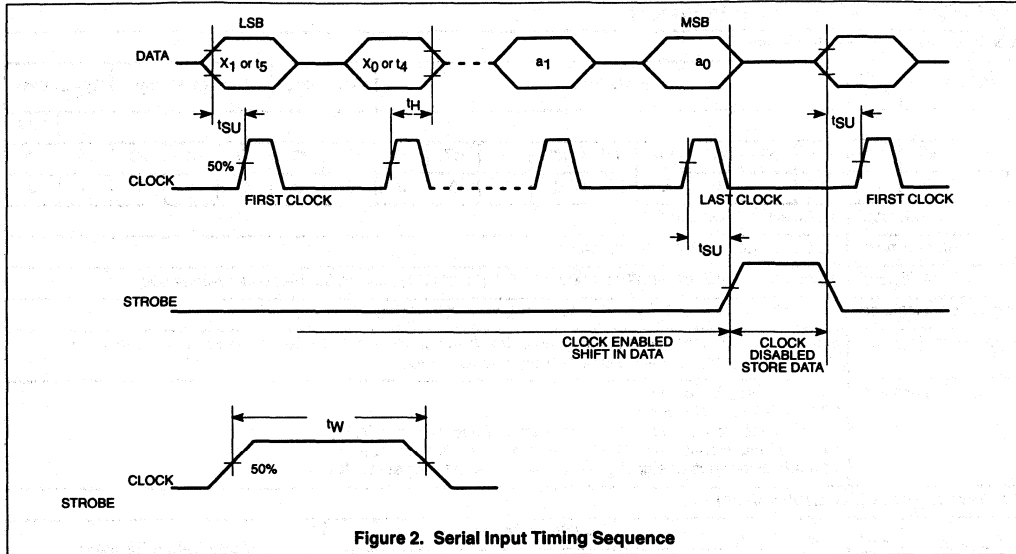 LSB MSB
DATA X1 or t5 X0 or t4 a1 a0
tH
tSU tSU
50%
CLOCK
FIRST CLOCK LAST CLOCK FIRST CLOCK
tSU
STROBE
CLOCK ENABLED
SHIFT IN DATA
CLOCK
DISABLED
STORE DATA
tW
50%
CLOCK
STROBE
Figure 2. Serial Input Timing Sequence